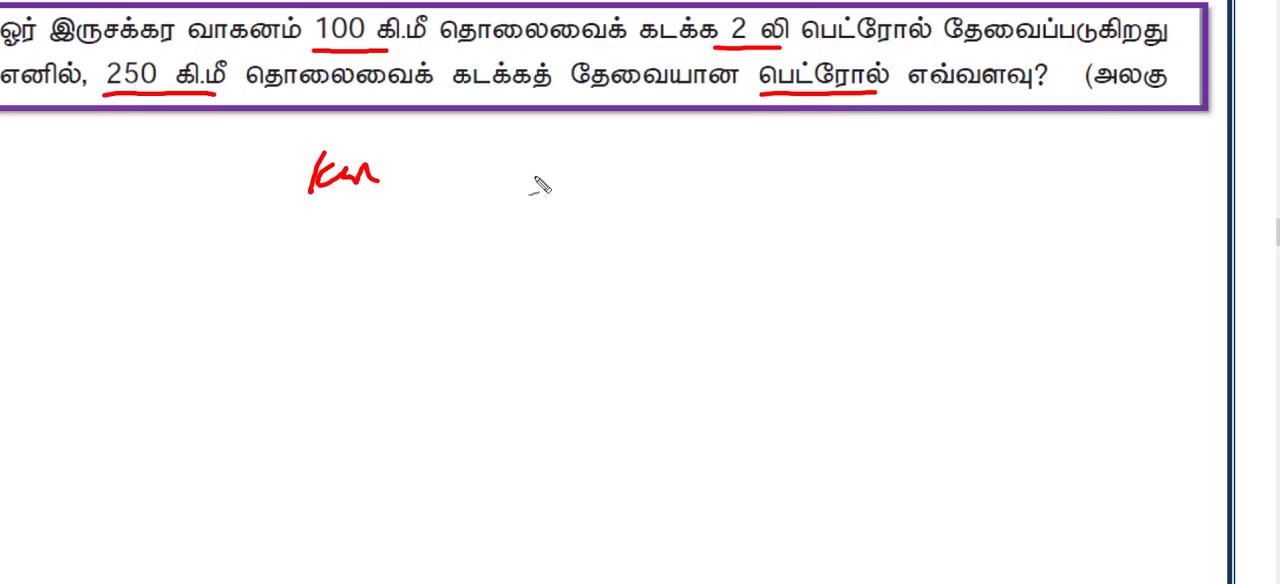 ஓர் இருசக்கர வாகனம் 100 கி.மீ தொலைவைக் கடக்க 2 லி பெட்ரோல் தேவைப்படுகிறது
எனில், 250 கி.மீ தொலைவைக் கடக்கத் தேவையான பெட்ரோல் எவ்வளவு? (அலகு
km